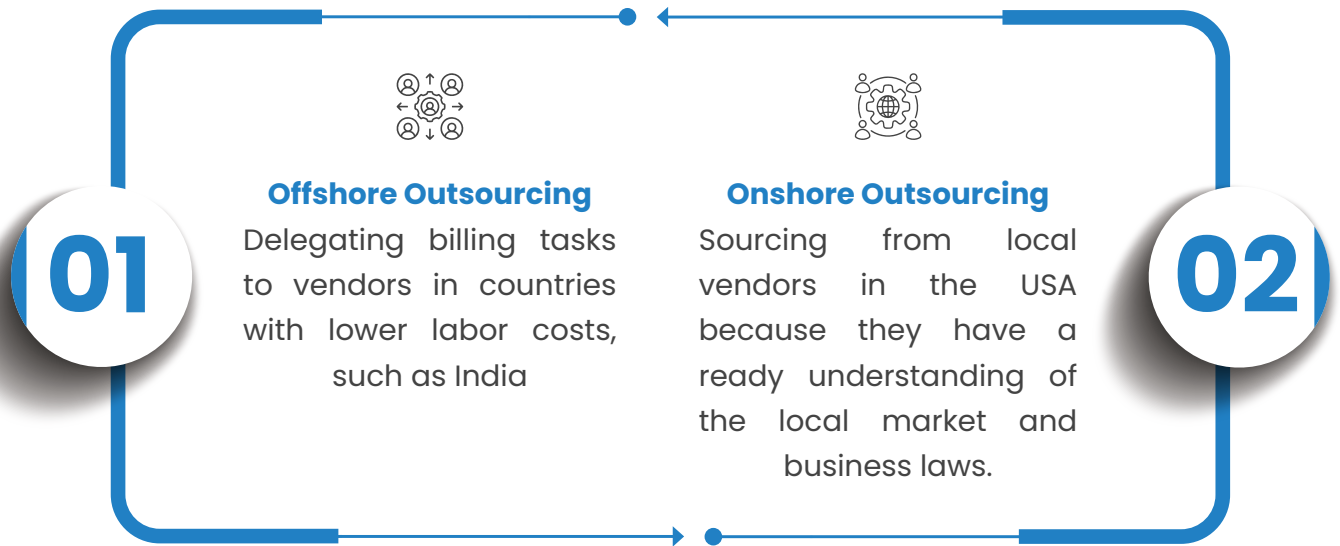 01
Offshore Outsourcing
Delegating billing tasks
to vendors in countries
with lower labor costs,
such as India
Onshore Outsourcing
Sourcing from local
vendors in the USA
because they have a
ready understanding of
the local market and
business laws.
02